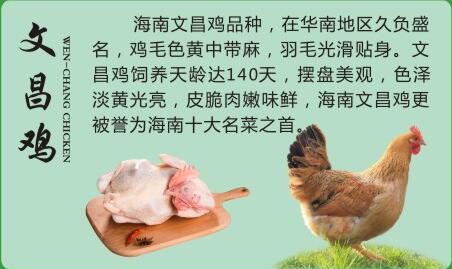 文昌鸡
WEN-CHANG CHICKEN
海南文昌鸡品种，在华南地区久负盛
名，鸡毛色黄中带麻，羽毛光滑贴身。文
昌鸡饲养天龄达140天，摆盘美观，色泽
淡黄光亮，皮脆肉嫩味鲜，海南文昌鸡更
被誉为海南十大名菜之首。